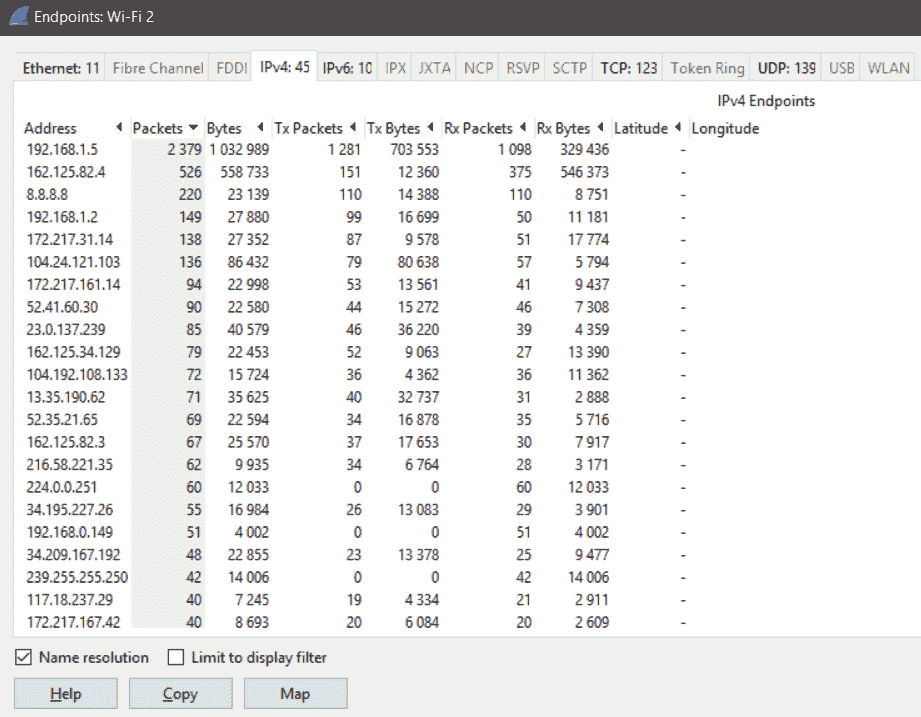 Endpoints: Wi-Fi 2
Ethernet: 11 Fibre Channel FDDI IPv4: 45 IPv6: 10 IPX JXTA NCP RSVP SCTP TCP: 123 Token Ring UDP: 139 USB WLAN
IPv4 Endpoints
Address Packets Bytes Tx Packets Tx Bytes Rx Packets Rx Bytes Latitude Longitude
192.168.1.5 2 379 1 032 989 1 281 703 553 1 098 329 436 -
162.125.82.4 526 558 733 151 12 360 375 546 373 -
8.8.8.8 220 23 139 110 14 388 110 8 751 -
192.168.1.2 149 27 880 99 16 699 50 11 181 -
172.217.31.14 138 27 352 87 9 578 51 17 774 -
104.24.121.103 136 86 432 79 80 638 57 5 794 -
172.217.161.14 94 22 998 53 13 561 41 9 437 -
52.41.60.30 90 22 580 44 15 272 46 7 308 -
23.0.137.239 85 40 579 46 36 220 39 4 359 -
162.125.34.129 79 22 453 52 9 063 27 13 390 -
104.192.108.133 72 15 724 36 4 362 36 11 362 -
13.35.190.62 71 35 625 40 32 737 31 2 888 -
52.35.21.65 69 22 594 34 16 878 35 5 716 -
162.125.82.3 67 25 570 37 17 653 30 7 917 -
216.58.221.35 62 9 935 34 6 764 28 3 171 -
224.0.0.251 60 12 033 0 0 60 12 033 -
34.195.227.26 55 16 984 26 13 083 29 3 901 -
192.168.0.149 51 4 002 0 0 51 4 002 -
34.209.167.192 48 22 855 23 13 378 25 9 477 -
239.255.255.250 42 14 006 0 0 42 14 006 -
117.18.237.29 40 7 245 19 4 334 21 2 911 -
172.217.167.42 40 8 693 20 6 084 20 2 609 -
Name resolution Limit to display filter
Help Copy Map